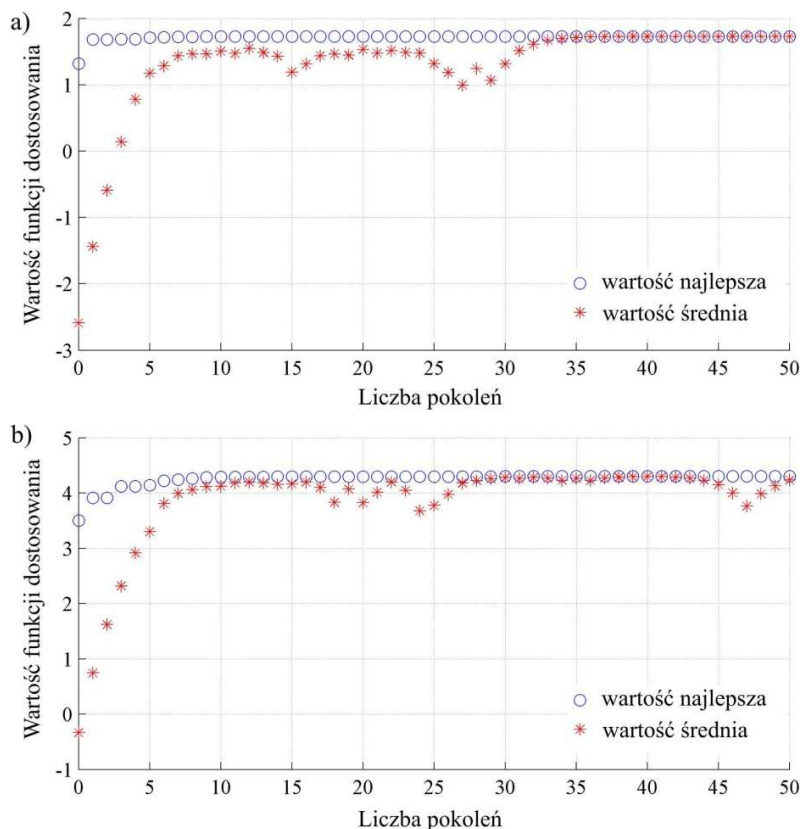 a)
Wartość funkcji dostosowania
2
1
0
-1
-2
-3
wartość najlepsza
wartość średnia
0 5 10 15 20 25 30 35 40 45 50
Liczba pokoleń
b)
Wartość funkcji dostosowania
5
4
3
2
1
0
-1
wartość najlepsza
wartość średnia
0 5 10 15 20 25 30 35 40 45 50
Liczba pokoleń